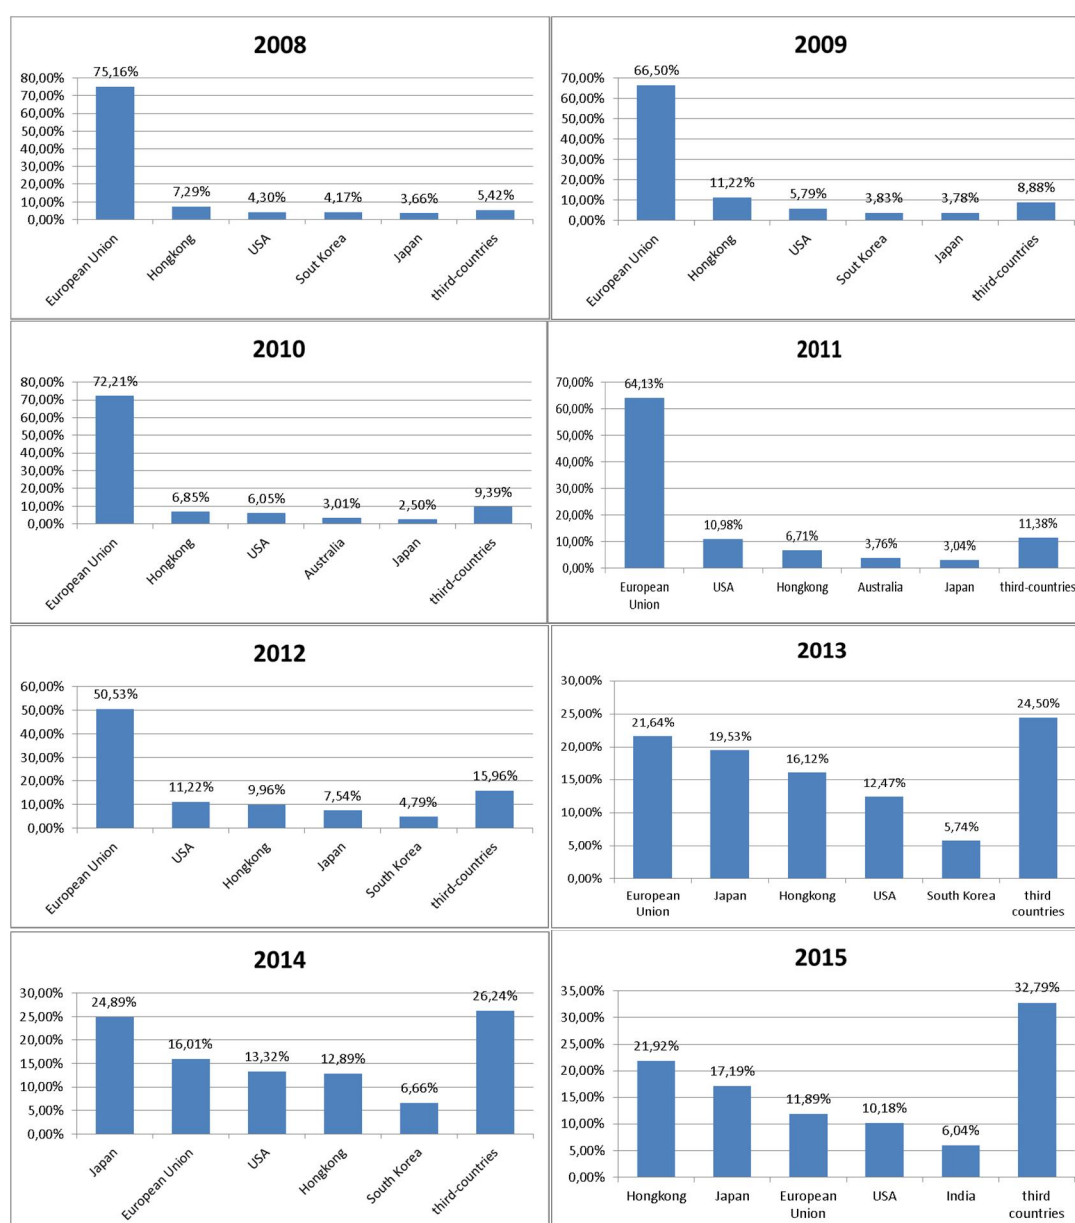 2008
75,16%
80,00%
70,00%
60,00%
50,00%
40,00%
30,00%
20,00%
10,00%
0,00%
7,29%
4,30%
4,17%
3,66%
5,42%
European Union
Hongkong
USA
Sout Korea
Japan
third-countries
2009
66,50%
70,00%
60,00%
50,00%
40,00%
30,00%
20,00%
10,00%
0,00%
11,22%
5,79%
3,83%
3,78%
8,88%
European Union
Hongkong
USA
Sout Korea
Japan
third-countries
2010
72,21%
80,00%
70,00%
60,00%
50,00%
40,00%
30,00%
20,00%
10,00%
0,00%
6,85%
6,05%
3,01%
2,50%
9,39%
European Union
Hongkong
USA
Australia
Japan
third-countries
2011
64,13%
70,00%
60,00%
50,00%
40,00%
30,00%
20,00%
10,00%
0,00%
10,98%
6,71%
3,76%
3,04%
11,38%
European
Union
USA
Hongkong
Australia
Japan
third-countries
2012
60,00%
50,00%
40,00%
30,00%
20,00%
10,00%
0,00%
50,53%
11,22%
9,96%
7,54%
4,79%
15,96%
European Union
USA
Hongkong
Japan
South Korea
third-countries
2013
30,00%
25,00%
20,00%
15,00%
10,00%
5,00%
0,00%
21,64%
19,53%
16,12%
12,47%
5,74%
24,50%
European
Union
Japan
Hongkong
USA
South Korea
third
countries
2014
30,00%
25,00%
20,00%
15,00%
10,00%
5,00%
0,00%
24,89%
16,01%
13,32%
12,89%
6,66%
26,24%
Japan
European Union
USA
Hongkong
South Korea
third-countries
2015
35,00%
30,00%
25,00%
20,00%
15,00%
10,00%
5,00%
0,00%
21,92%
17,19%
11,89%
10,18%
6,04%
32,79%
Hongkong
Japan
European
Union
USA
India
third
countries